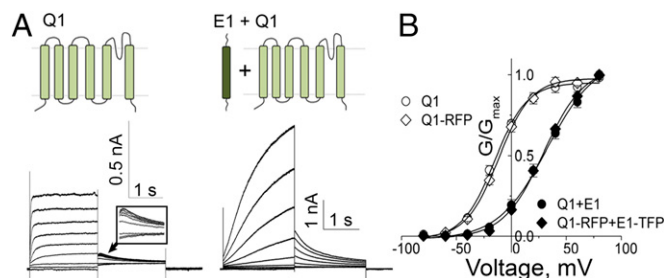 A
Q1
E1 + Q1
+
0.5 nA
1 s
1 nA
1 s
B
G/Gmax
1.0
0.5
0.0
Q1
Q1-RFP
Q1+E1
Q1-RFP+E1-TFP
-100 -50 0 50 100
Voltage, mV